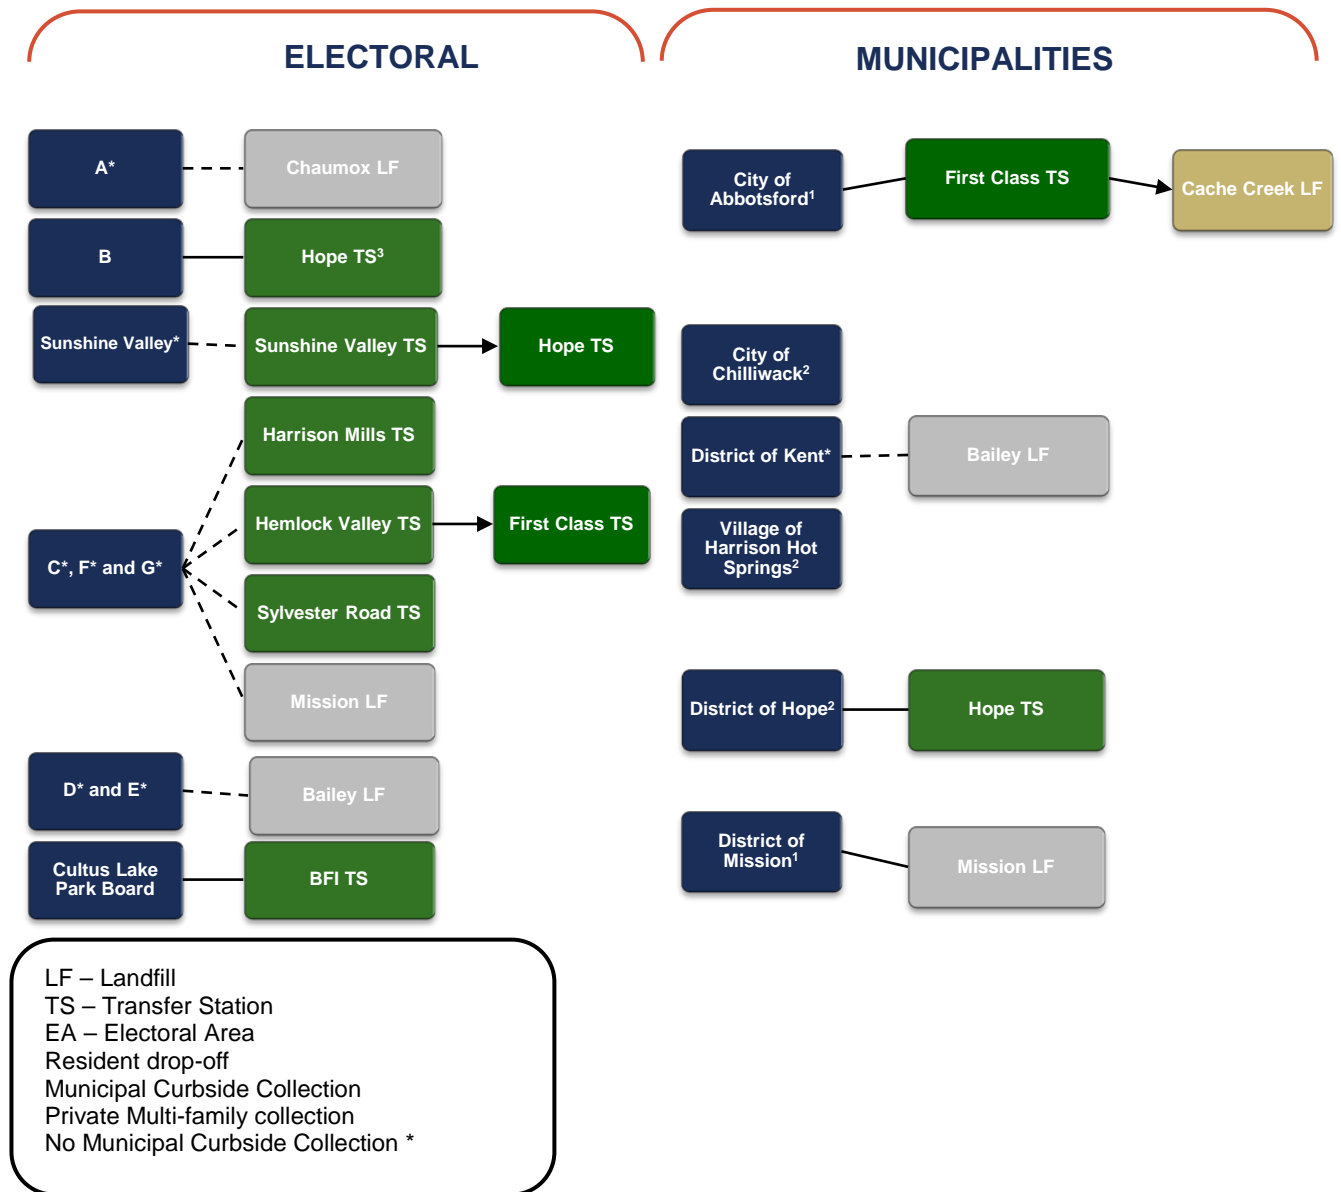 ELECTORAL
A*
Chaumox LF
B
Hope TS³
Sunshine Valley*
Sunshine Valley TS
Hope TS
Harrison Mills TS
Hemlock Valley TS
First Class TS
C*, F* and G*
Sylvester Road TS
Mission LF
D* and E*
Bailey LF
Cultus Lake
Park Board
BFI TS
MUNICIPALITIES
City of
Abbotsford¹
First Class TS
Cache Creek LF
City of
Chilliwack²
District of Kent*
Bailey LF
Village of
Harrison Hot
Springs²
District of Hope²
Hope TS
District of
Mission¹
Mission LF
LF – Landfill
TS – Transfer Station
EA – Electoral Area
Resident drop-off
Municipal Curbside Collection
Private Multi-family collection
No Municipal Curbside Collection *